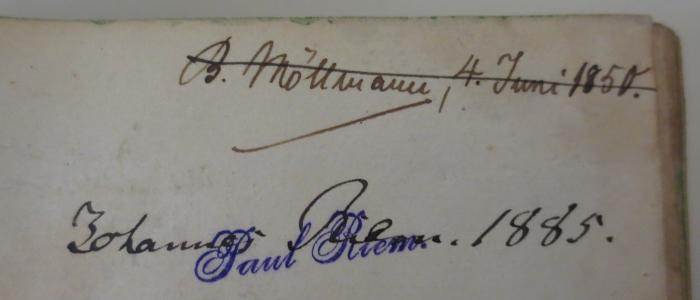 B. Möllmann, 4. Juni 1850.
Johannes Riem. 1885.
Paul Riem.